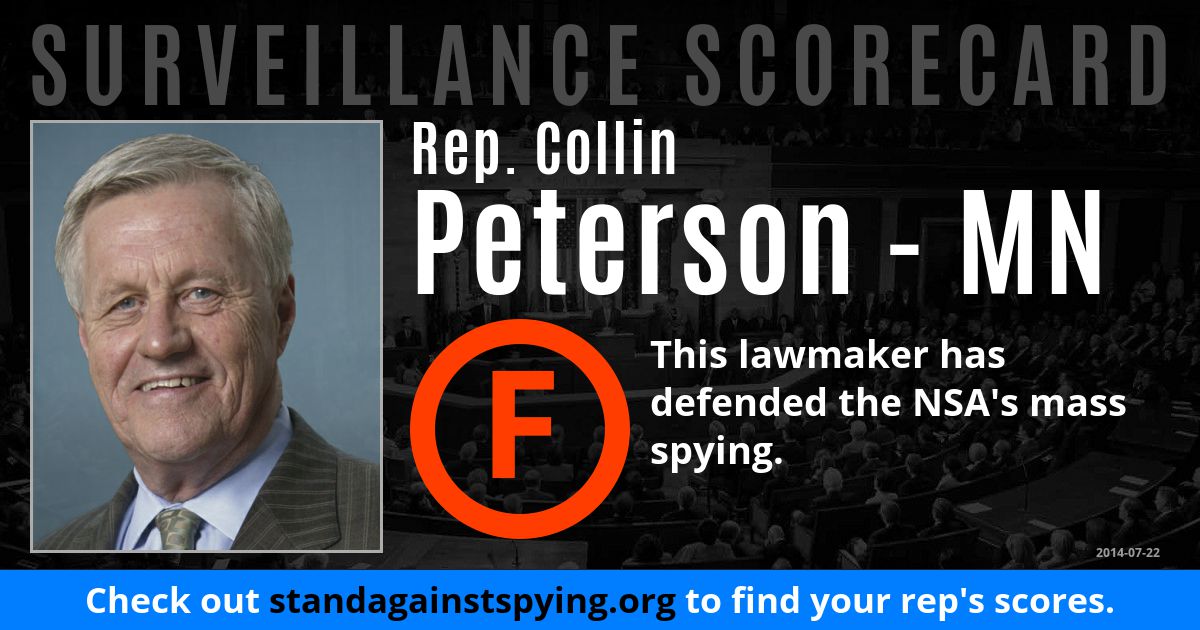 SURVEILLANCE SCORECARD
Rep. Collin
Peterson - MN
F
This lawmaker has
defended the NSA's mass
spying.
2014-07-22
Check out standagainstspying.org to find your rep's scores.